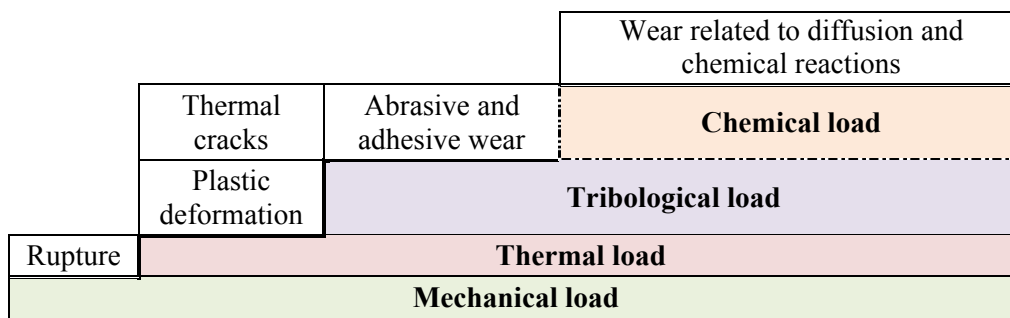 Wear related to diffusion and
chemical reactions
Thermal
cracks
Abrasive and
adhesive wear
Chemical load
Plastic
deformation
Tribological load
Rupture
Thermal load
Mechanical load